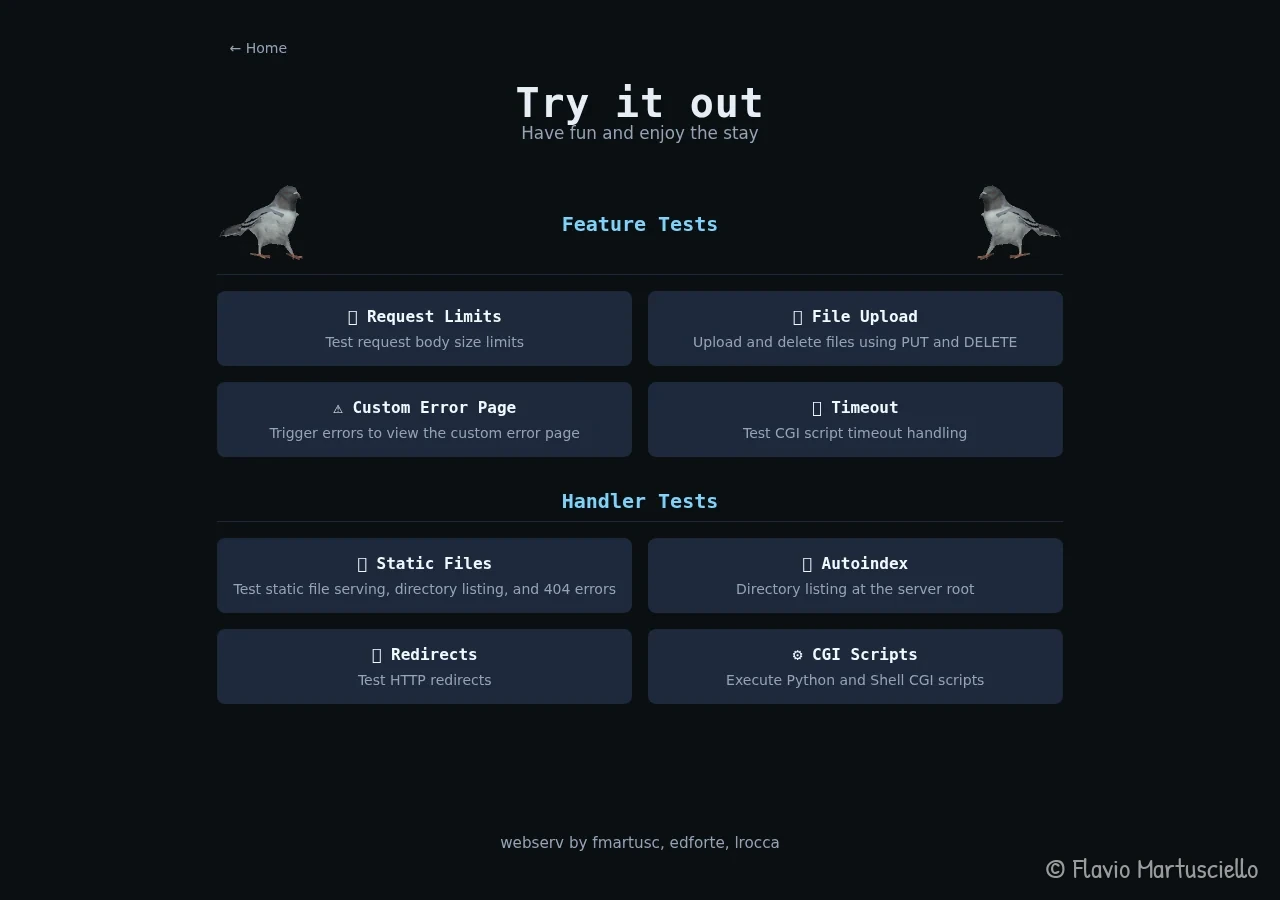 ← Home
Try it out
Have fun and enjoy the stay
Feature Tests
Request Limits
Test request body size limits
File Upload
Upload and delete files using PUT and DELETE
⚠ Custom Error Page
Trigger errors to view the custom error page
Timeout
Test CGI script timeout handling
Handler Tests
Static Files
Test static file serving, directory listing, and 404 errors
Autoindex
Directory listing at the server root
Redirects
Test HTTP redirects
⚙ CGI Scripts
Execute Python and Shell CGI scripts
webserv by fmartusc, edforte, lrocca
© Flavio Martusciello